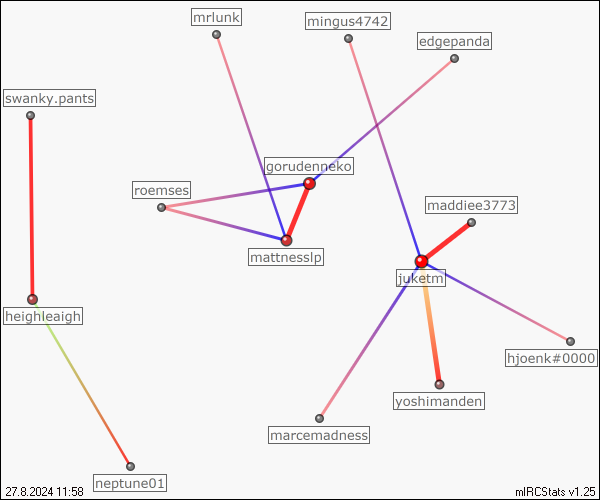 mrlunk
mingus4742
edgepanda
swanky.pants
gorudenneko
roemses
maddiee3773
mattnesslp
juketm
heighleaigh
hjoenk#0000
yoshimanden
marcemadness
neptune01
27.8.2024 11:58
mIRCStats v1.25